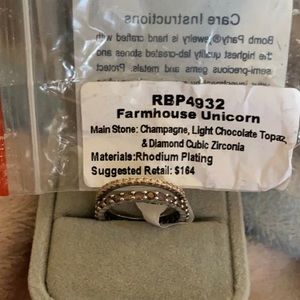 Care Instructions
Bomb Party® Jewelry is hand crafted with
the highest quality lab-created stones and
semi-precious gems and metals. Protect
RBP4932
Farmhouse Unicorn
Main Stone: Champagne, Light Chocolate Topaz,
& Diamond Cubic Zirconia
Materials:Rhodium Plating
Suggested Retail: $164